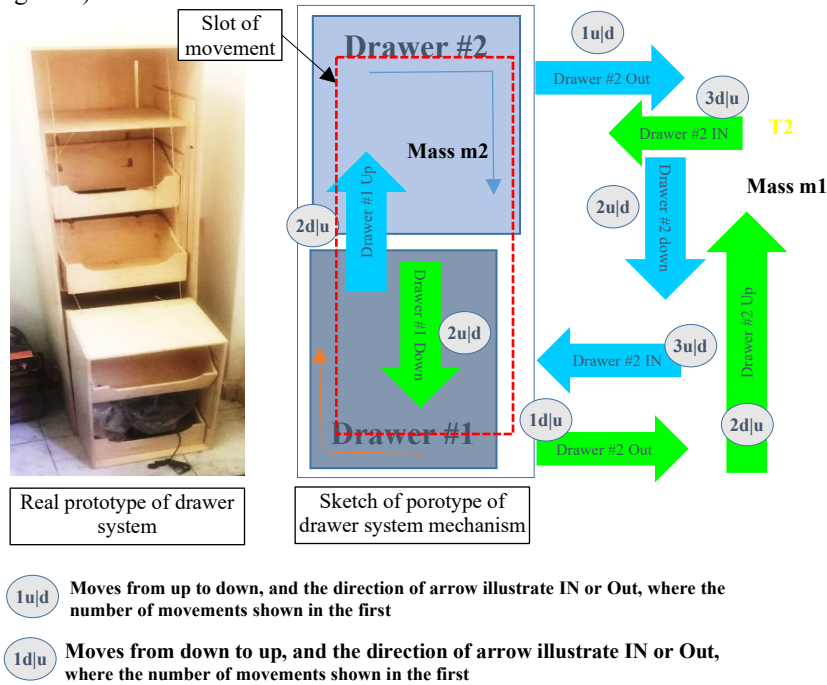 Slot of
movement
Drawer #2
1u|d
Drawer #2 Out
3d|u
Drawer #2 IN
T2
Mass m2
Mass m1
2u|d
Drawer #2 down
2d|u
Drawer #1 Up
Drawer #1 Down
2u|d
Drawer #2 Up
3u|d
Drawer #2 IN
1d|u
Drawer #1
Drawer #2 Out
2d|u
Real prototype of drawer
system
Sketch of porotype of
drawer system mechanism
1u|d
Moves from up to down, and the direction of arrow illustrate IN or Out, where the
number of movements shown in the first
1d|u
Moves from down to up, and the direction of arrow illustrate IN or Out,
where the number of movements shown in the first